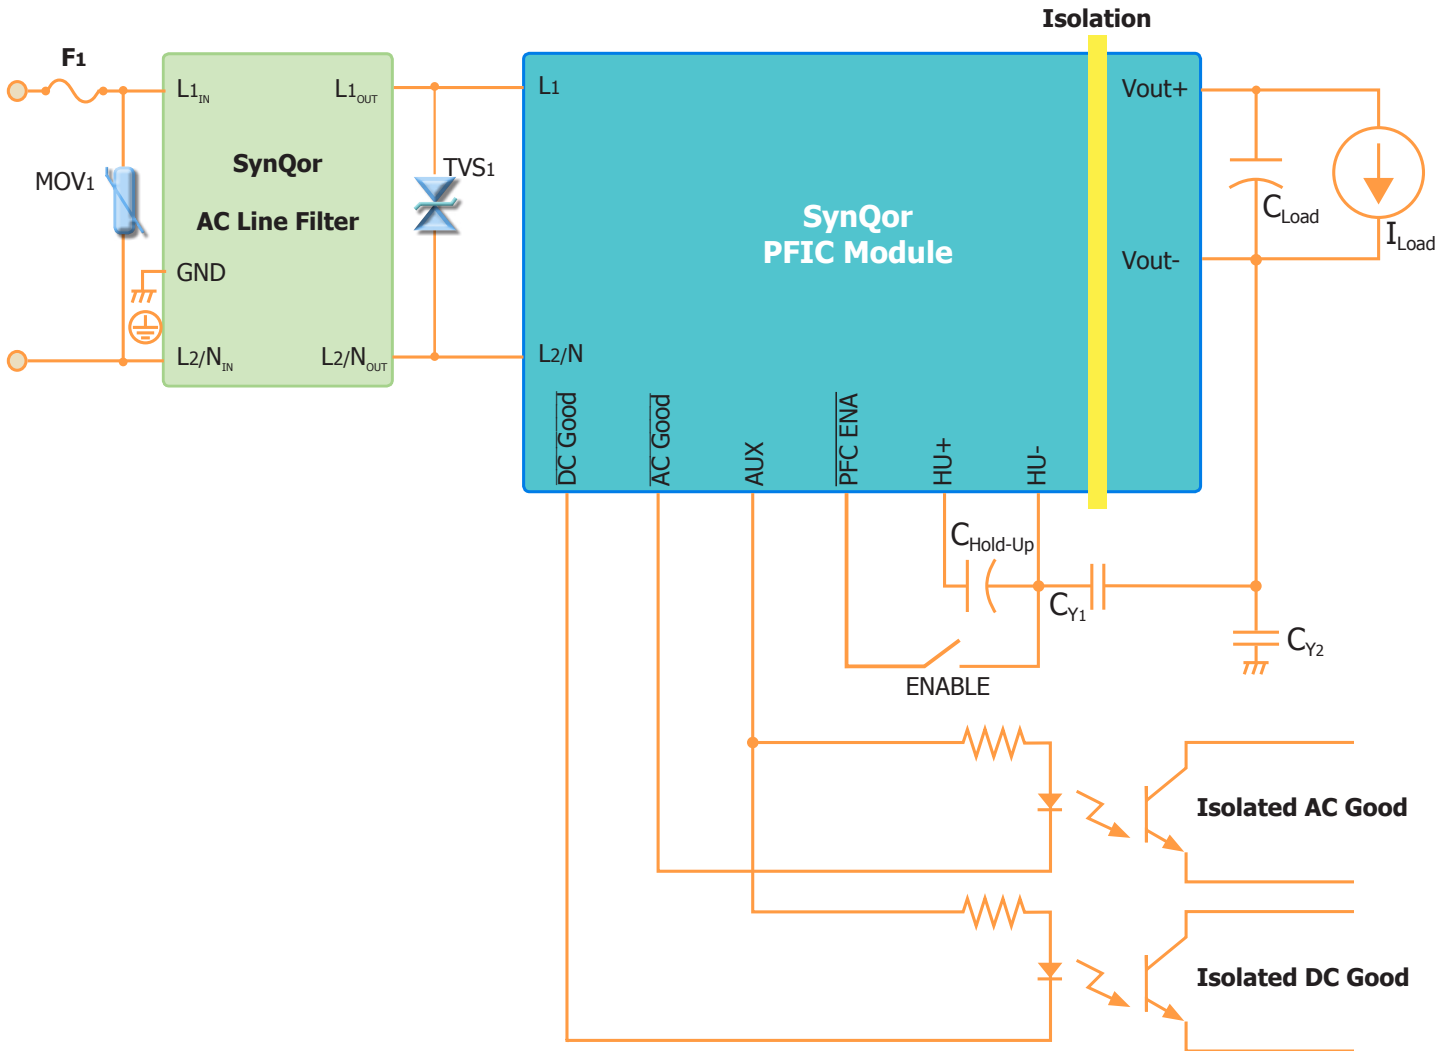 Isolation
F1
L1IN
L1OUT
L1
Vout+
SynQor
AC Line Filter
MOV1
TVS1
SynQor
PFIC Module
CLoad
ILoad
GND
Vout-
L2/NIN
L2/NOUT
L2/N
DC Good
AC Good
AUX
PFC ENA
HU+
HU-
CHold-Up
CY1
CY2
ENABLE
Isolated AC Good
Isolated DC Good